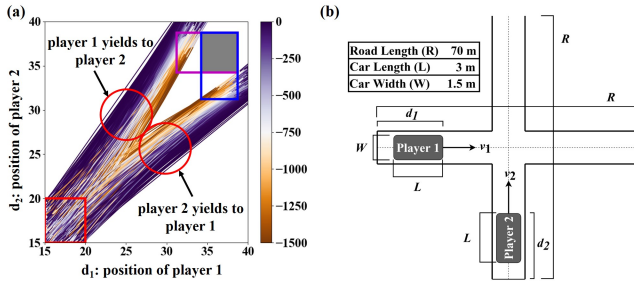 (a)
player 1 yields to
player 2
player 2 yields to
player 1
d2: position of player 2
40
35
30
25
20
15
15 20 25 30 35 40
d1: position of player 1
0
−250
−500
−750
−1000
−1250
−1500
(b)
Road Length (R) 70 m
Car Length (L) 3 m
Car Width (W) 1.5 m
R
R
d1
W
Player 1
v1
L
v2
L
Player 2
d2